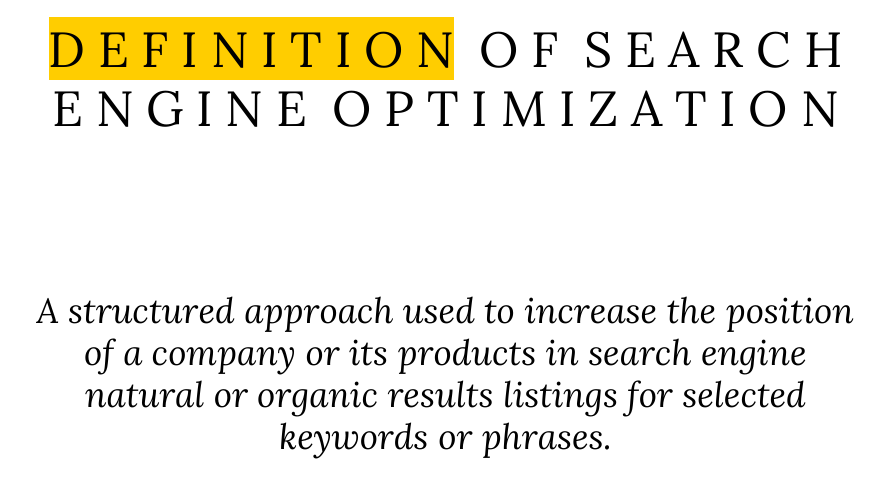 DEFINITION OF SEARCH
ENGINE OPTIMIZATION
A structured approach used to increase the position
of a company or its products in search engine
natural or organic results listings for selected
keywords or phrases.